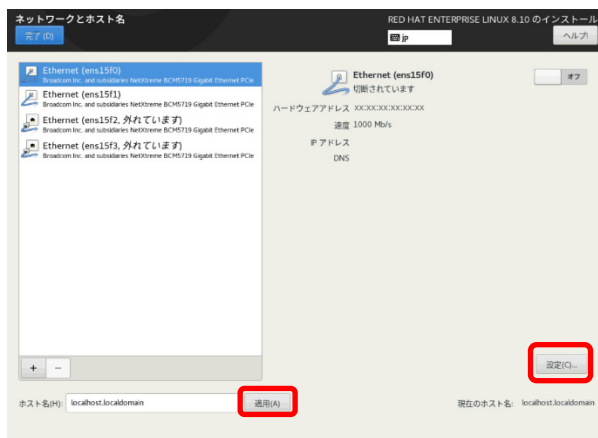 ネットワークとホスト名
RED HAT ENTERPRISE LINUX 8.10 のインストール
完了(D)
jp
ヘルプ!
Ethernet (ens15f0)
Broadcom Inc. and subsidiaries NetXtreme BCM5719 Gigabit Ethernet PCIe
Ethernet (ens15f1)
Broadcom Inc. and subsidiaries NetXtreme BCM5719 Gigabit Ethernet PCIe
Ethernet (ens15f2, 外れています)
Broadcom Inc. and subsidiaries NetXtreme BCM5719 Gigabit Ethernet PCIe
Ethernet (ens15f3, 外れています)
Broadcom Inc. and subsidiaries NetXtreme BCM5719 Gigabit Ethernet PCIe
Ethernet (ens15f0)
切断されています
オフ
ハードウェアアドレス XX:XX:XX:XX:XX:XX
速度 1000 Mb/s
IP アドレス
DNS
+ −
設定(C)...
ホスト名(H): localhost.localdomain 適用(A)
現在のホスト名: localhost.localdomain